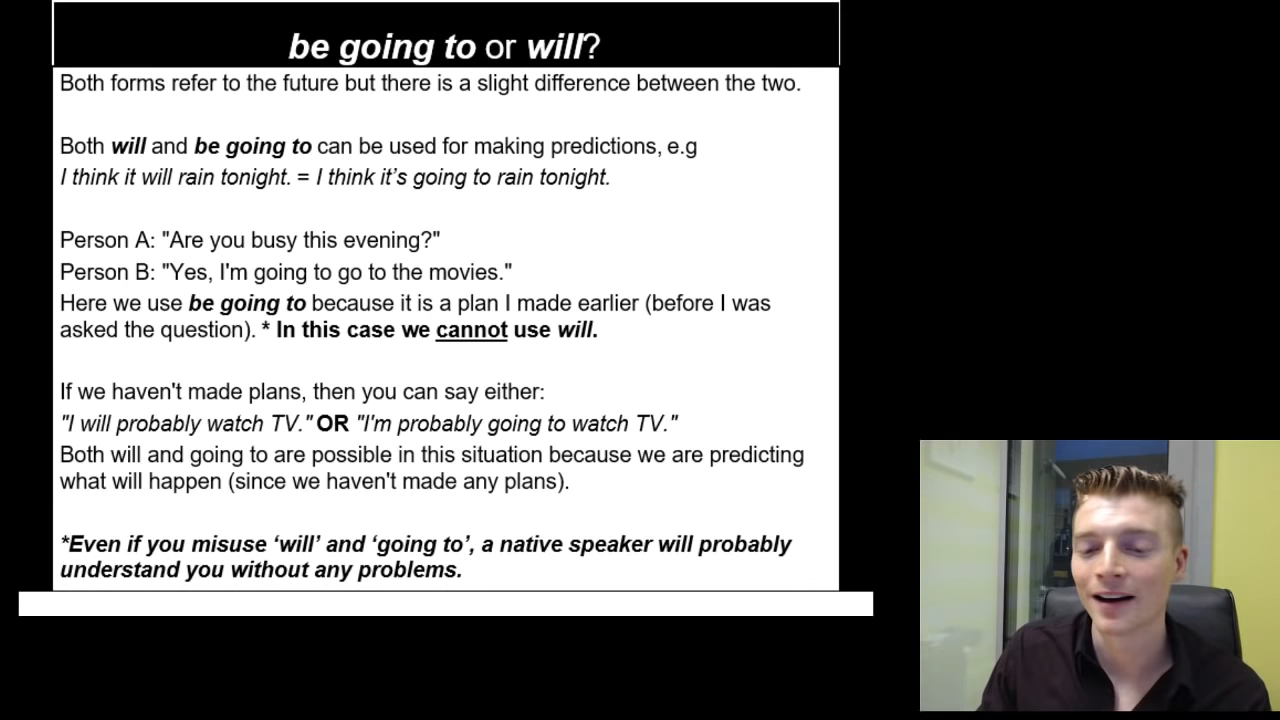 be going to or will?
Both forms refer to the future but there is a slight difference between the two.
Both will and be going to can be used for making predictions, e.g
I think it will rain tonight. = I think it's going to rain tonight.
Person A: "Are you busy this evening?"
Person B: "Yes, I'm going to go to the movies."
Here we use be going to because it is a plan I made earlier (before I was
asked the question). * In this case we cannot use will.
If we haven't made plans, then you can say either:
"I will probably watch TV." OR "I'm probably going to watch TV."
Both will and going to are possible in this situation because we are predicting
what will happen (since we haven't made any plans).
*Even if you misuse ‘will’ and ‘going to’, a native speaker will probably
understand you without any problems.